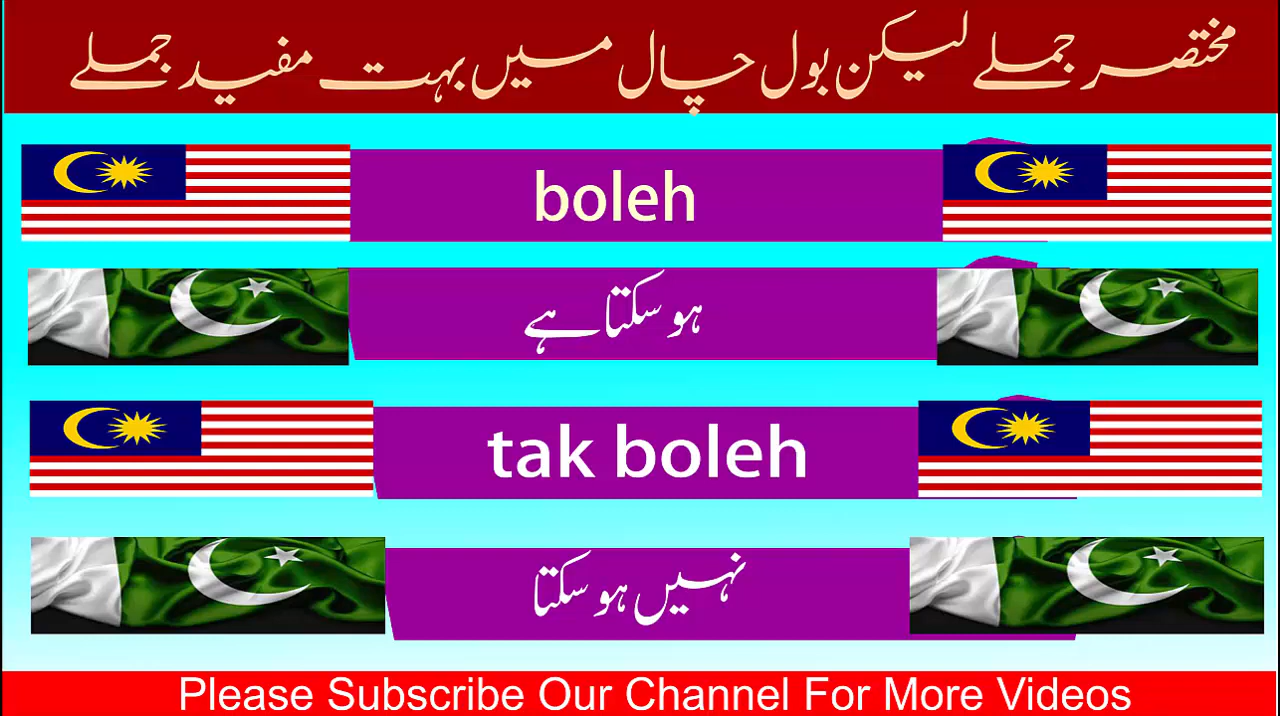 مختصر جملے لیکن بول چال میں بہت مفید جملے
boleh
ہو سکتا ہے
tak boleh
نہیں ہو سکتا
Please Subscribe Our Channel For More Videos